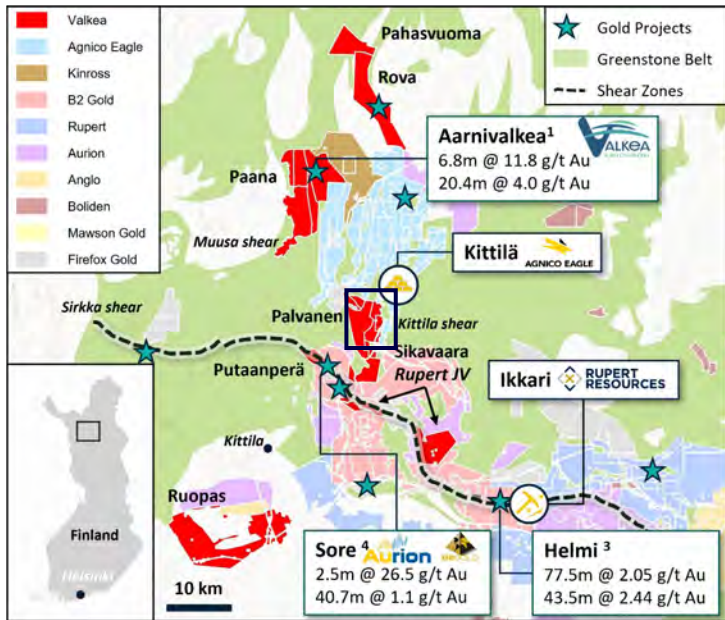 Valkea
Agnico Eagle
Kinross
B2 Gold
Rupert
Aurion
Anglo
Boliden
Mawson Gold
Firefox Gold
Gold Projects
Greenstone Belt
Shear Zones
Pahasvuoma
Rova
Aarnivalkea¹
VALKEA
6.8m @ 11.8 g/t Au
20.4m @ 4.0 g/t Au
Paana
Muusa shear
Kittilä
AGNICO EAGLE
Sirkka shear
Palvanen
Kittila shear
Sikavaara
Putaanperä
Rupert JV
Ikkari
RUPERT
RESOURCES
Kittila
Ruopas
Finland
Helsinki
10 km
Sore ⁴
Aurion
2.5m @ 26.5 g/t Au
40.7m @ 1.1 g/t Au
Helmi ³
77.5m @ 2.05 g/t Au
43.5m @ 2.44 g/t Au